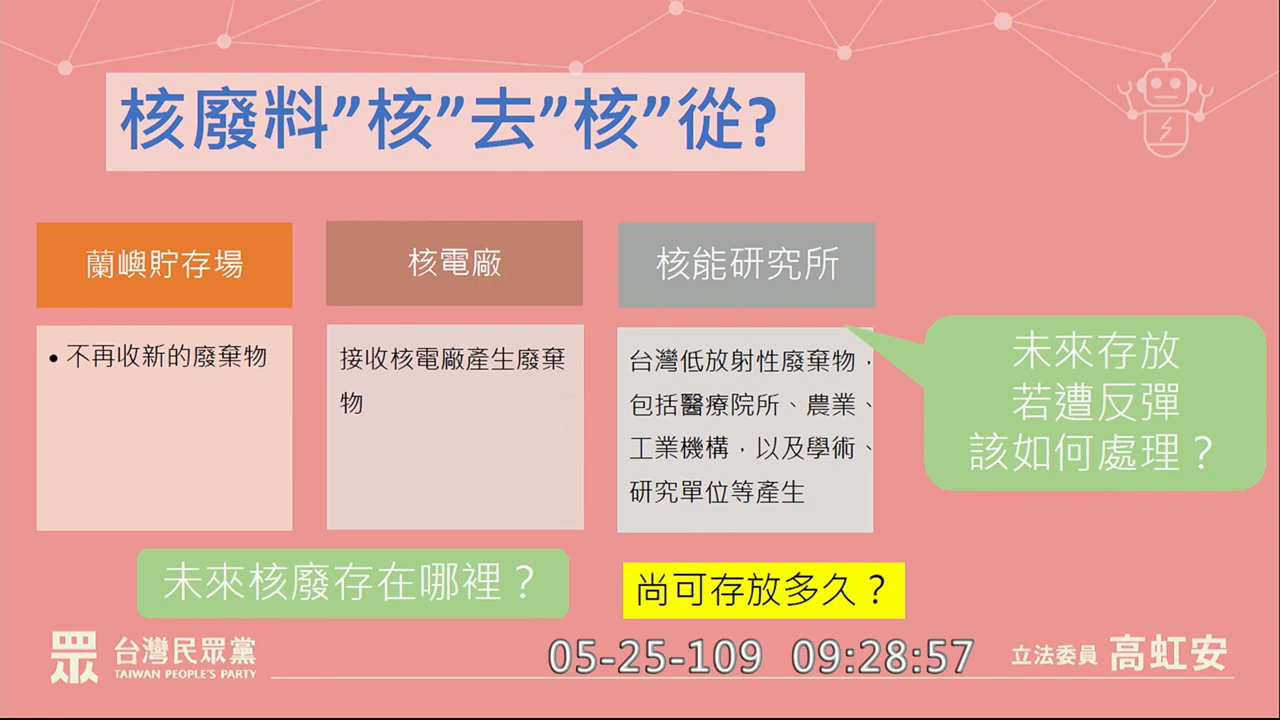 核廢料”核”去”核”從?
蘭嶼貯存場
• 不再收新的廢棄物
核電廠
接收核電廠產生廢棄
物
核能研究所
台灣低放射性廢棄物，
包括醫療院所、農業、
工業機構，以及學術、
研究單位等產生
未來存放
若遭反彈
該如何處理？
未來核廢存在哪裡？
尚可存放多久？
眾 台灣民眾黨
TAIWAN PEOPLE'S PARTY
05-25-109 09:28:57
立法委員 高虹安